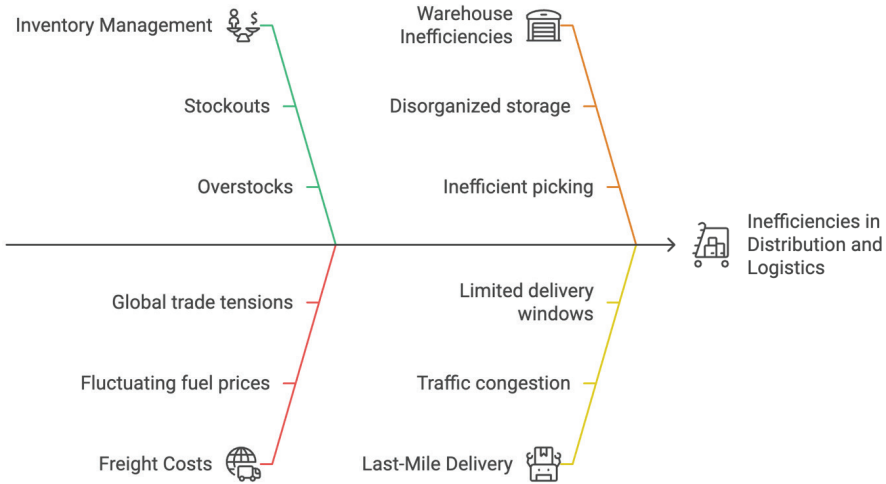 Inventory Management
$
Stockouts
Overstocks
Warehouse
Inefficiencies
Disorganized storage
Inefficient picking
Inefficiencies in
Distribution and
Logistics
Global trade tensions
Fluctuating fuel prices
Freight Costs
Limited delivery
windows
Traffic congestion
Last-Mile Delivery